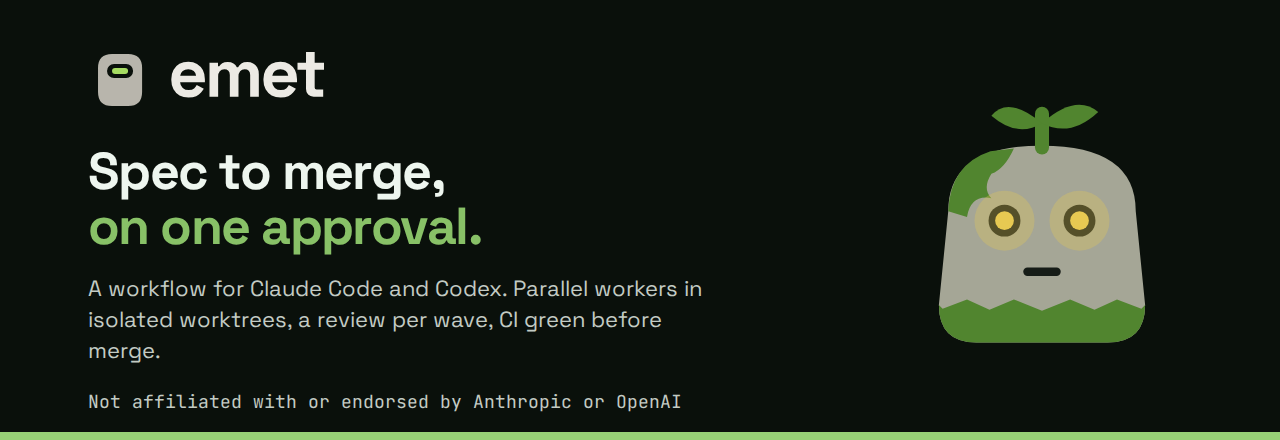 emet
Spec to merge,
on one approval.
A workflow for Claude Code and Codex. Parallel workers in
isolated worktrees, a review per wave, CI green before
merge.
Not affiliated with or endorsed by Anthropic or OpenAI